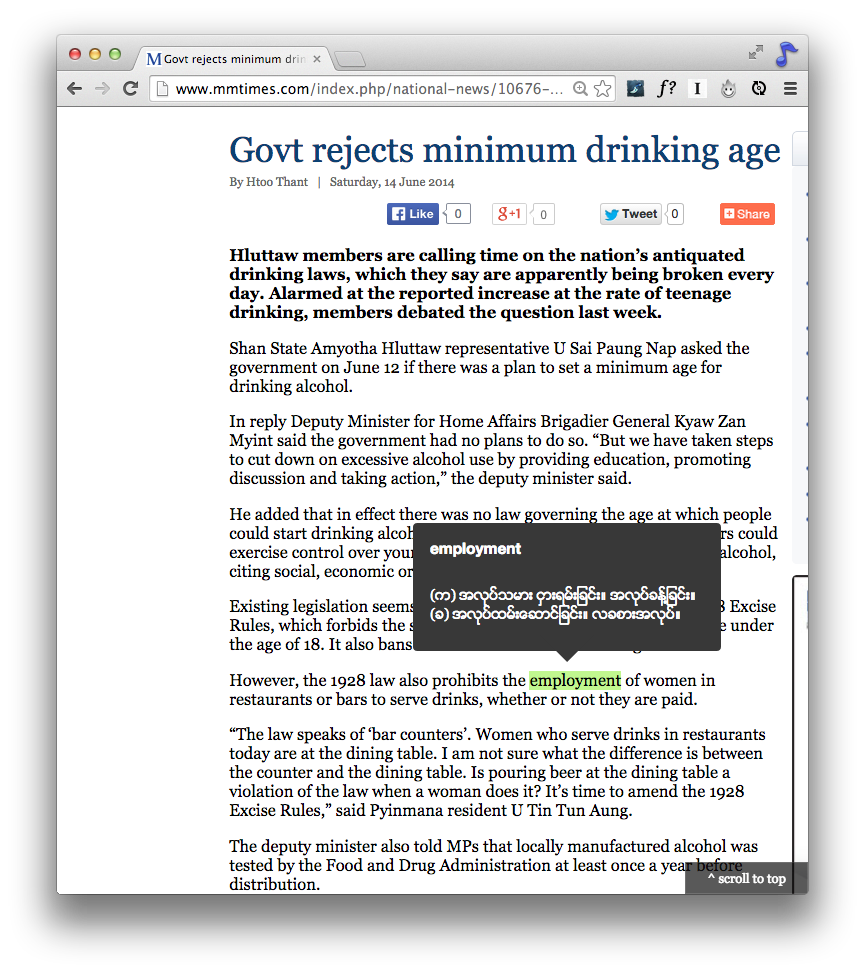 Govt rejects minimum drin
www.mmtimes.com/index.php/national-news/10676-...
f?
I
Govt rejects minimum drinking age
By Htoo Thant | Saturday, 14 June 2014
Like 0
g+1 0
Tweet 0
Share
Hluttaw members are calling time on the nation’s antiquated
drinking laws, which they say are apparently being broken every
day. Alarmed at the reported increase at the rate of teenage
drinking, members debated the question last week.
Shan State Amyotha Hluttaw representative U Sai Paung Nap asked the
government on June 12 if there was a plan to set a minimum age for
drinking alcohol.
In reply Deputy Minister for Home Affairs Brigadier General Kyaw Zan
Myint said the government had no plans to do so. “But we have taken steps
to cut down on excessive alcohol use by providing education, promoting
discussion and taking action,” the deputy minister said.
He added that in effect there was no law governing the age at which people
could start drinking alcoh rs could
exercise control over your alcohol,
citing social, economic or
employment
(က) အလုပ်သမား ငှားရမ်းခြင်း။ အလုပ်ခန့်ခြင်း။
(ခ) အလုပ်ထမ်းဆောင်ခြင်း။ လခစားအလုပ်။
Existing legislation seems 8 Excise
Rules, which forbids the s e under
the age of 18. It also bans
However, the 1928 law also prohibits the employment of women in
restaurants or bars to serve drinks, whether or not they are paid.
“The law speaks of ‘bar counters’. Women who serve drinks in restaurants
today are at the dining table. I am not sure what the difference is between
the counter and the dining table. Is pouring beer at the dining table a
violation of the law when a woman does it? It’s time to amend the 1928
Excise Rules,” said Pyinmana resident U Tin Tun Aung.
The deputy minister also told MPs that locally manufactured alcohol was
tested by the Food and Drug Administration at least once a year before
distribution.
^ scroll to top